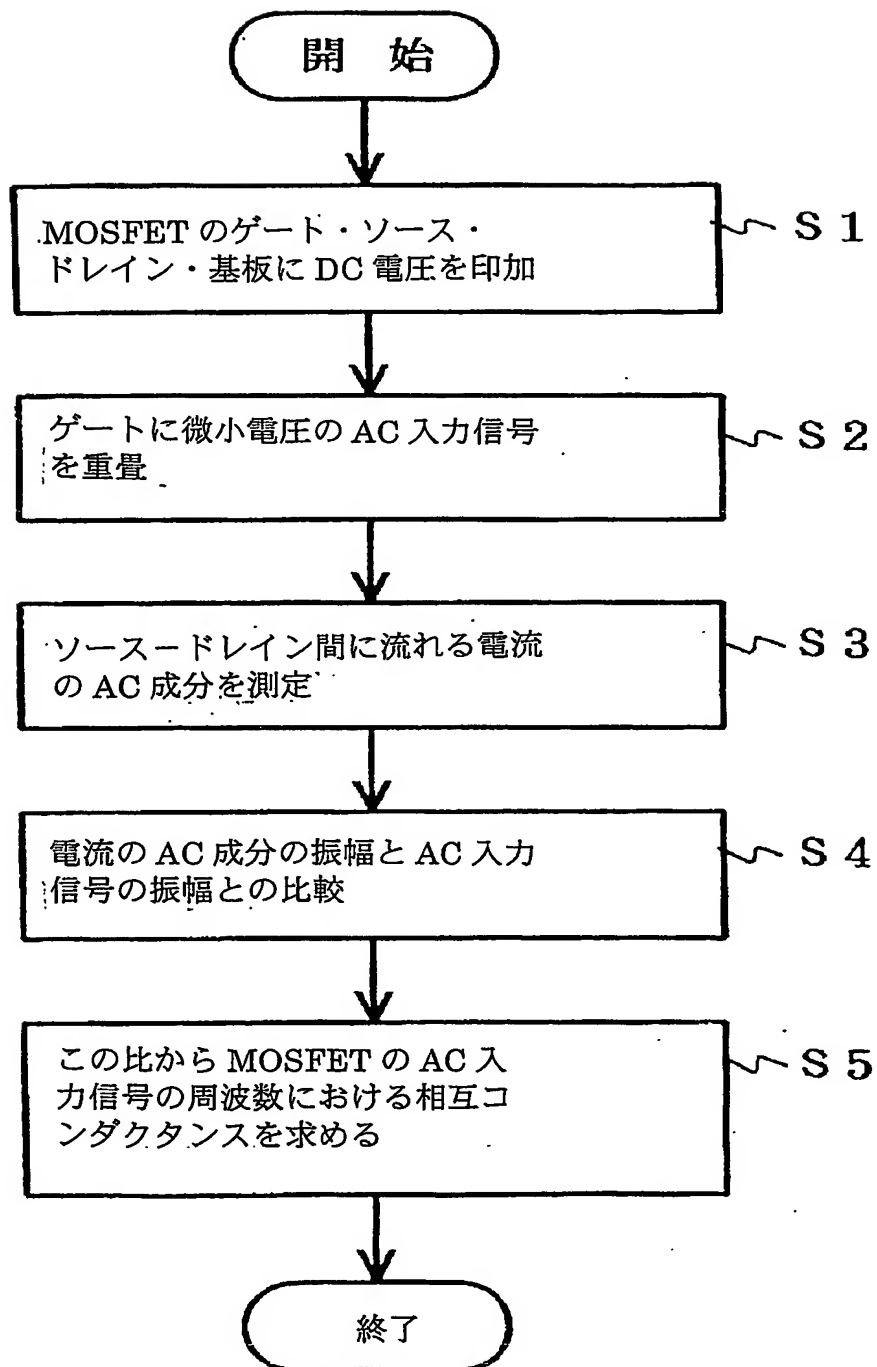 開 始
MOSFET のゲート・ソース・
ドレイン・基板に DC 電圧を印加
S1
ゲートに微小電圧の AC 入力信号
を重畳
S2
ソース－ドレイン間に流れる電流
の AC 成分を測定
S3
電流の AC 成分の振幅と AC 入力
信号の振幅との比較
S4
この比から MOSFET の AC 入
力信号の周波数における相互コ
ンダクタンスを求める
S5
終了